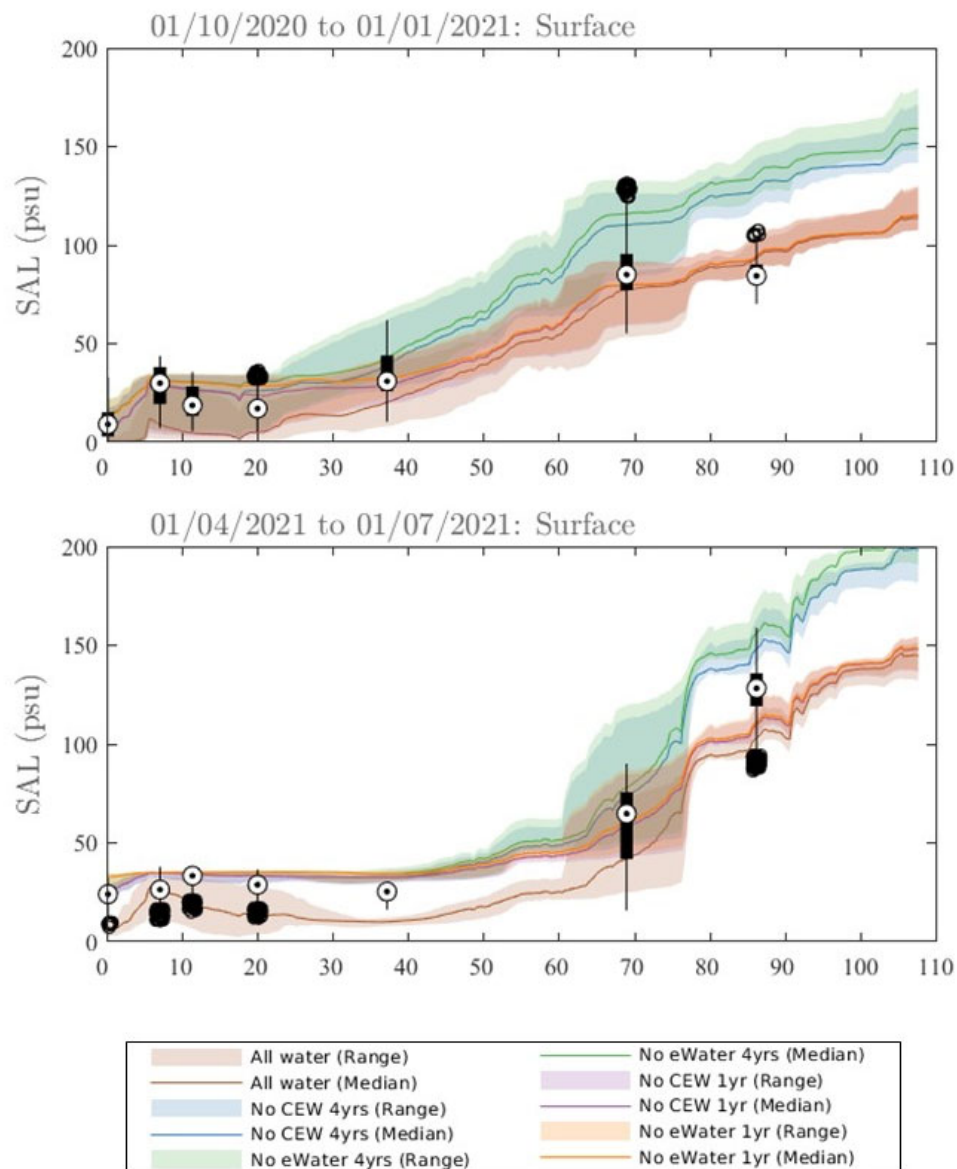 01/10/2020 to 01/01/2021: Surface
200
150
100
50
0
SAL (psu)
0 10 20 30 40 50 60 70 80 90 100 110
01/04/2021 to 01/07/2021: Surface
200
150
100
50
0
SAL (psu)
0 10 20 30 40 50 60 70 80 90 100 110
All water (Range)
All water (Median)
No CEW 4yrs (Range)
No CEW 4yrs (Median)
No eWater 4yrs (Range)
No eWater 4yrs (Median)
No CEW 1yr (Range)
No CEW 1yr (Median)
No eWater 1yr (Range)
No eWater 1yr (Median)